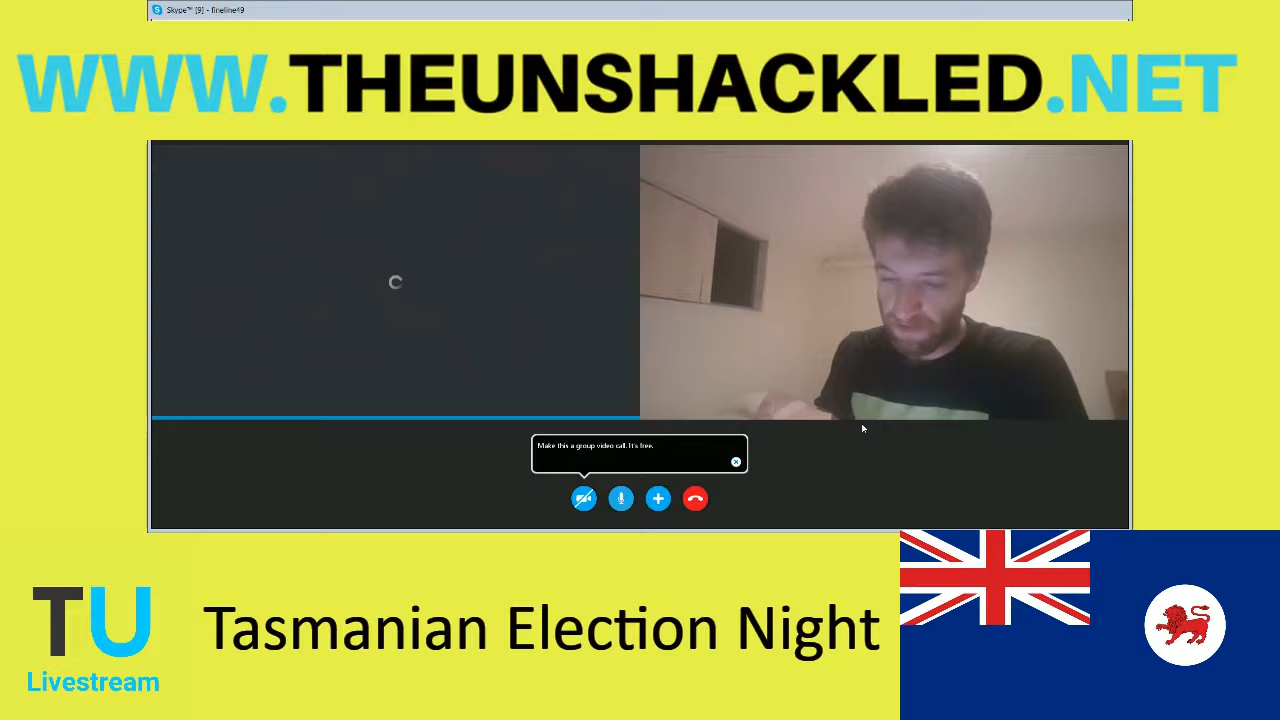 Skype™ [9] - fineline49
WWW.THEUNSHACKLED.NET
Make this a group video call. It's free.
TU
Livestream
Tasmanian Election Night